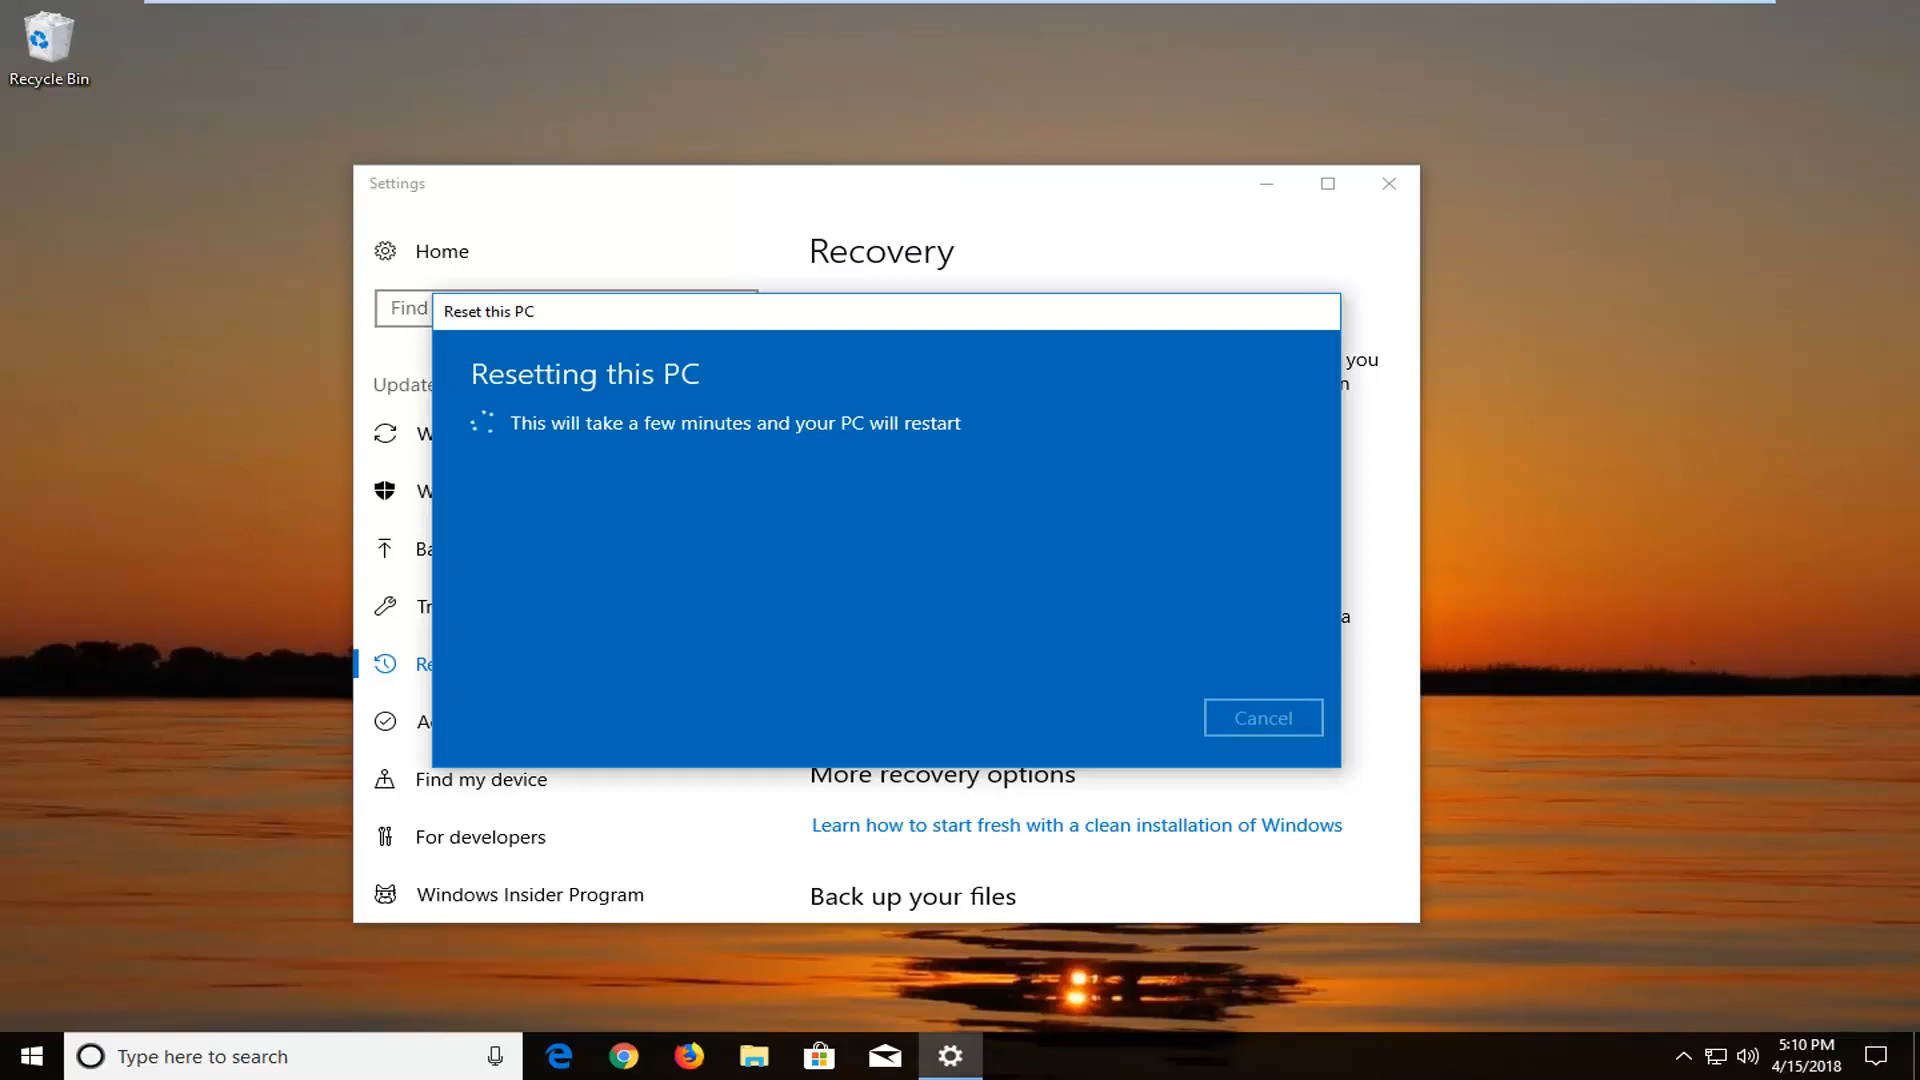 Recycle Bin
Settings
Home
Recovery
Find
Reset this PC
Resetting this PC
you
n
Update
This will take a few minutes and your PC will restart
W
W
Ba
Tr
a
Re
Cancel
A
Find my device
More recovery options
Learn how to start fresh with a clean installation of Windows
For developers
Windows Insider Program
Back up your files
Type here to search
5:10 PM
4/15/2018